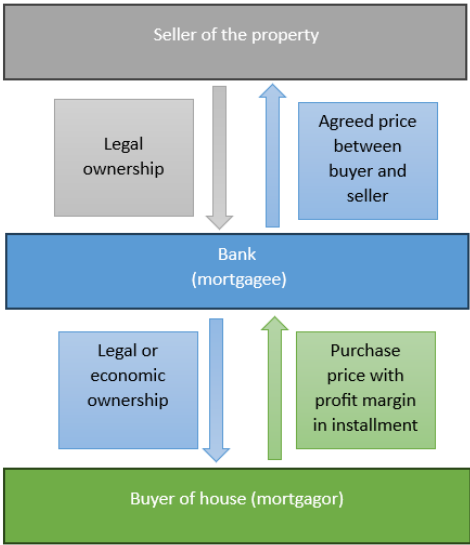 Seller of the property
Legal
ownership
Agreed price
between
buyer and
seller
Bank
(mortgagee)
Legal or
economic
ownership
Purchase
price with
profit margin
in installment
Buyer of house (mortgagor)